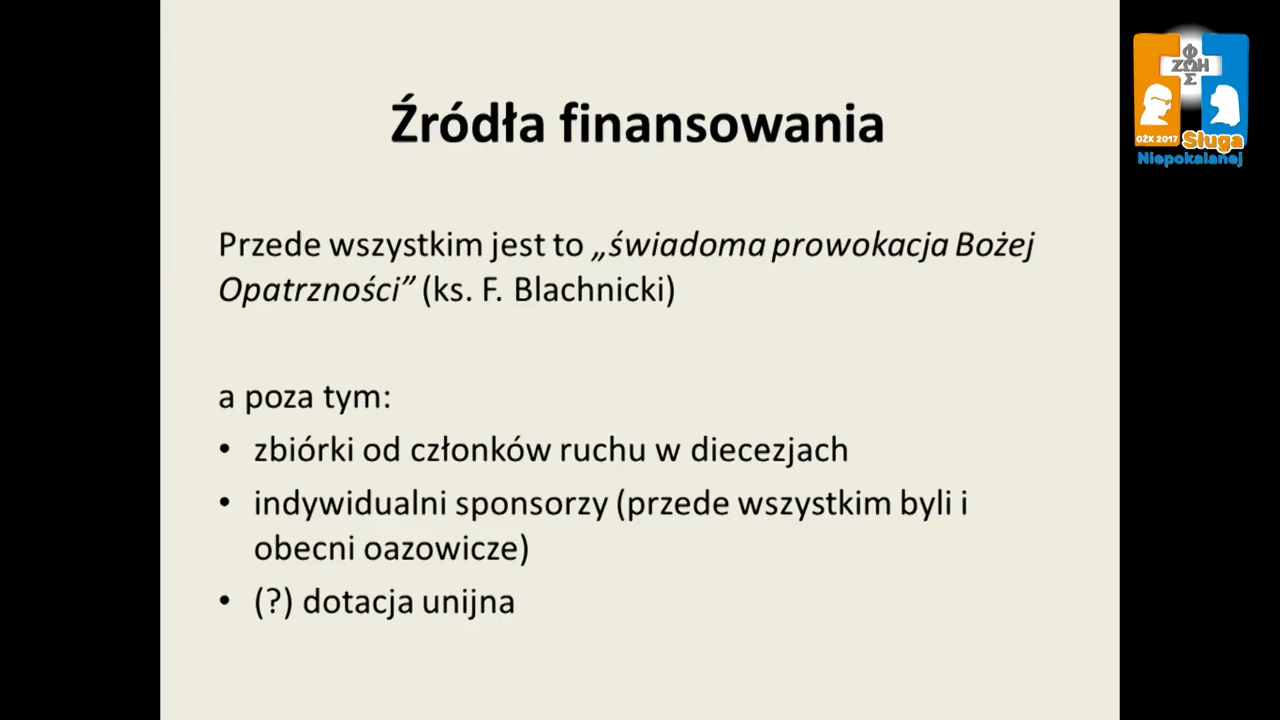 Źródła finansowania
Przede wszystkim jest to „świadoma prowokacja Bożej
Opatrzności” (ks. F. Blachnicki)
a poza tym:
• zbiórki od członków ruchu w diecezjach
• indywidualni sponsorzy (przede wszystkim byli i
obecni oazowicze)
• (?) dotacja unijna
Φ
ΖΩΗ
Σ
OŻK 2017 Sługa
Niepokalanej